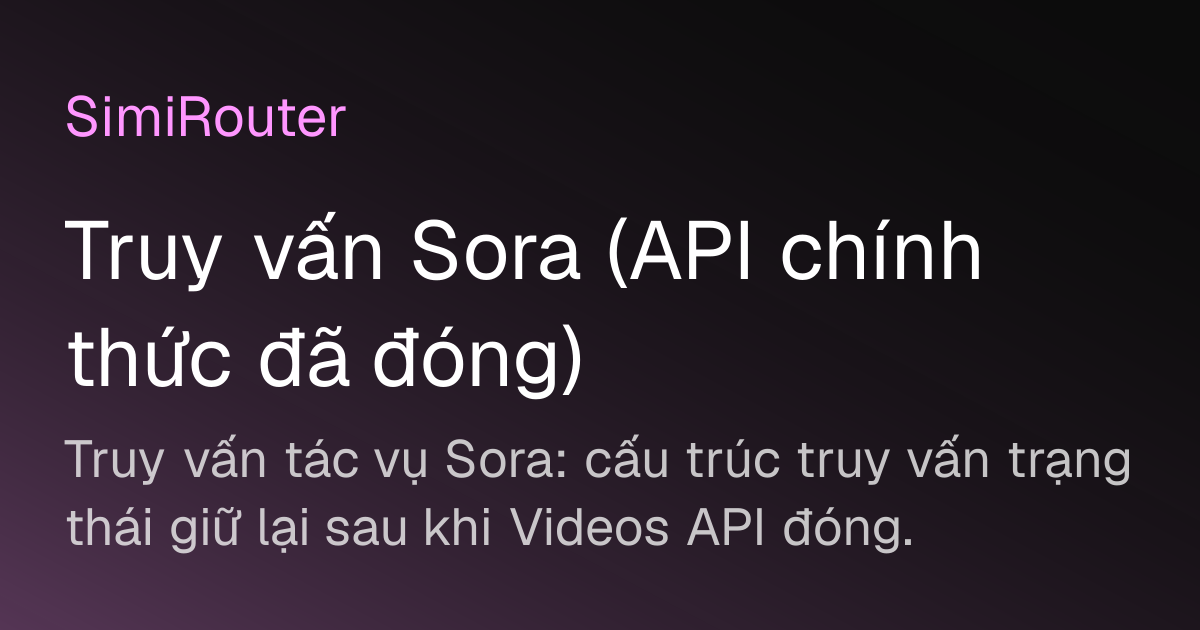 SimiRouter
Truy vấn Sora (API chính
thức đã đóng)
Truy vấn tác vụ Sora: cấu trúc truy vấn trạng
thái giữ lại sau khi Videos API đóng.